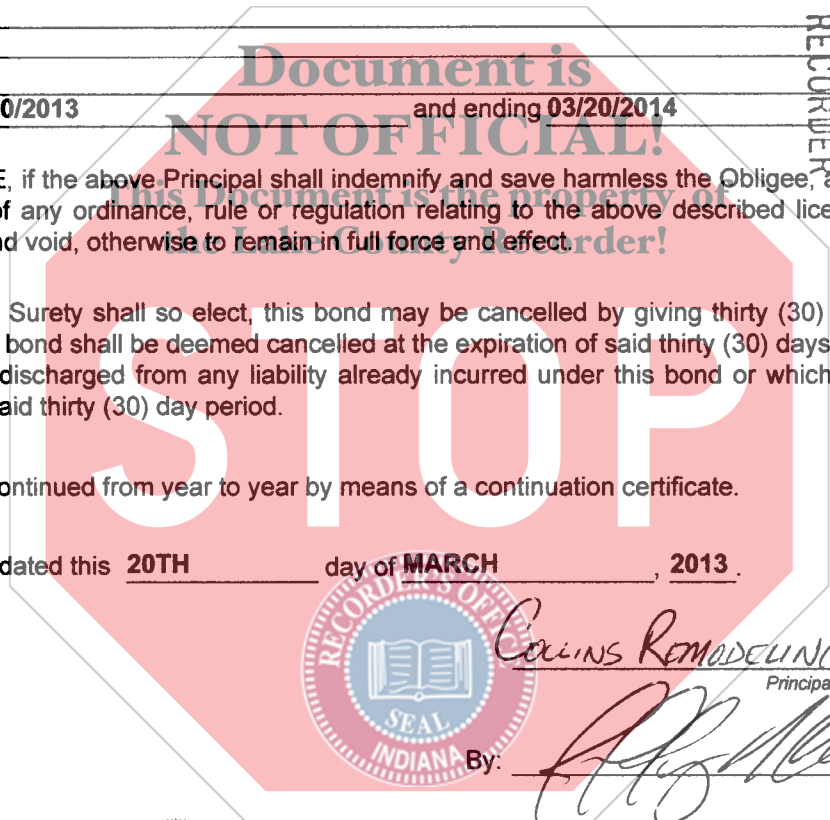 Document is
0/2013 and ending 03/20/2014
NOT OFFICIAL!
E, if the above Principal shall indemnify and save harmless the Obligee,
This Document is the property of
of any ordinance, rule or regulation relating to the above described lice
nd void, otherwise to remain in full force and effect.
the Lake County Recorder!
RECORDER
Surety shall so elect, this bond may be cancelled by giving thirty (30)
bond shall be deemed cancelled at the expiration of said thirty (30) days
discharged from any liability already incurred under this bond or which
aid thirty (30) day period.
STOP
ontinued from year to year by means of a continuation certificate.
dated this 20TH day of MARCH, 2013.
RECORDER'S OFFIC
SEAL
INDIANA
COLLINS REMODELING
Principa
By: